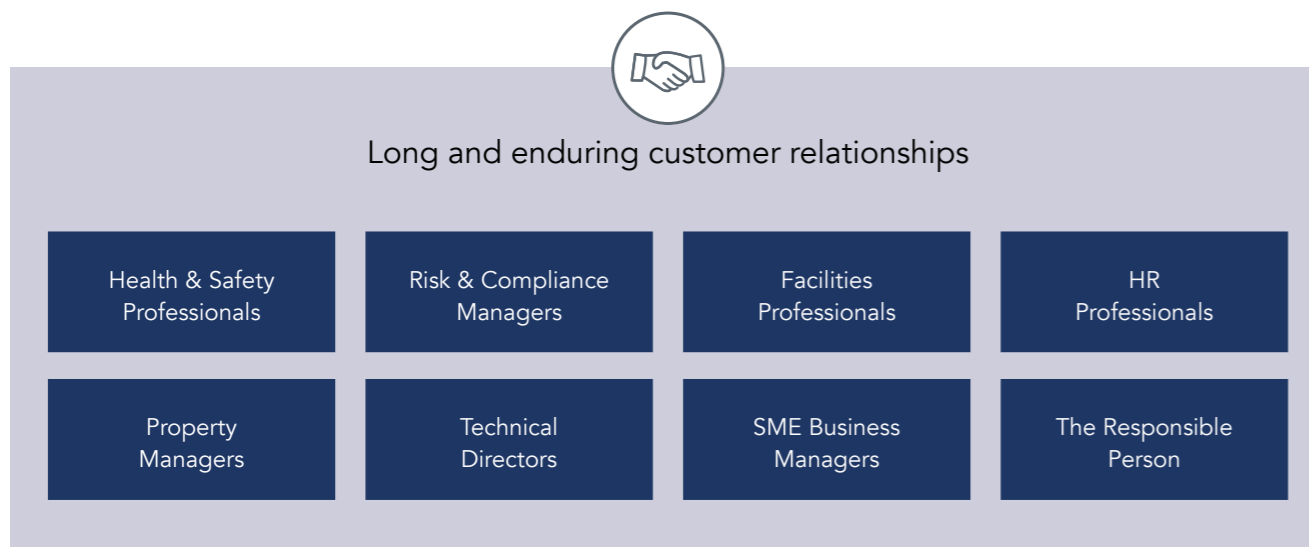 Long and enduring customer relationships
Health & Safety
Professionals
Risk & Compliance
Managers
Facilities
Professionals
HR
Professionals
Property
Managers
Technical
Directors
SME Business
Managers
The Responsible
Person